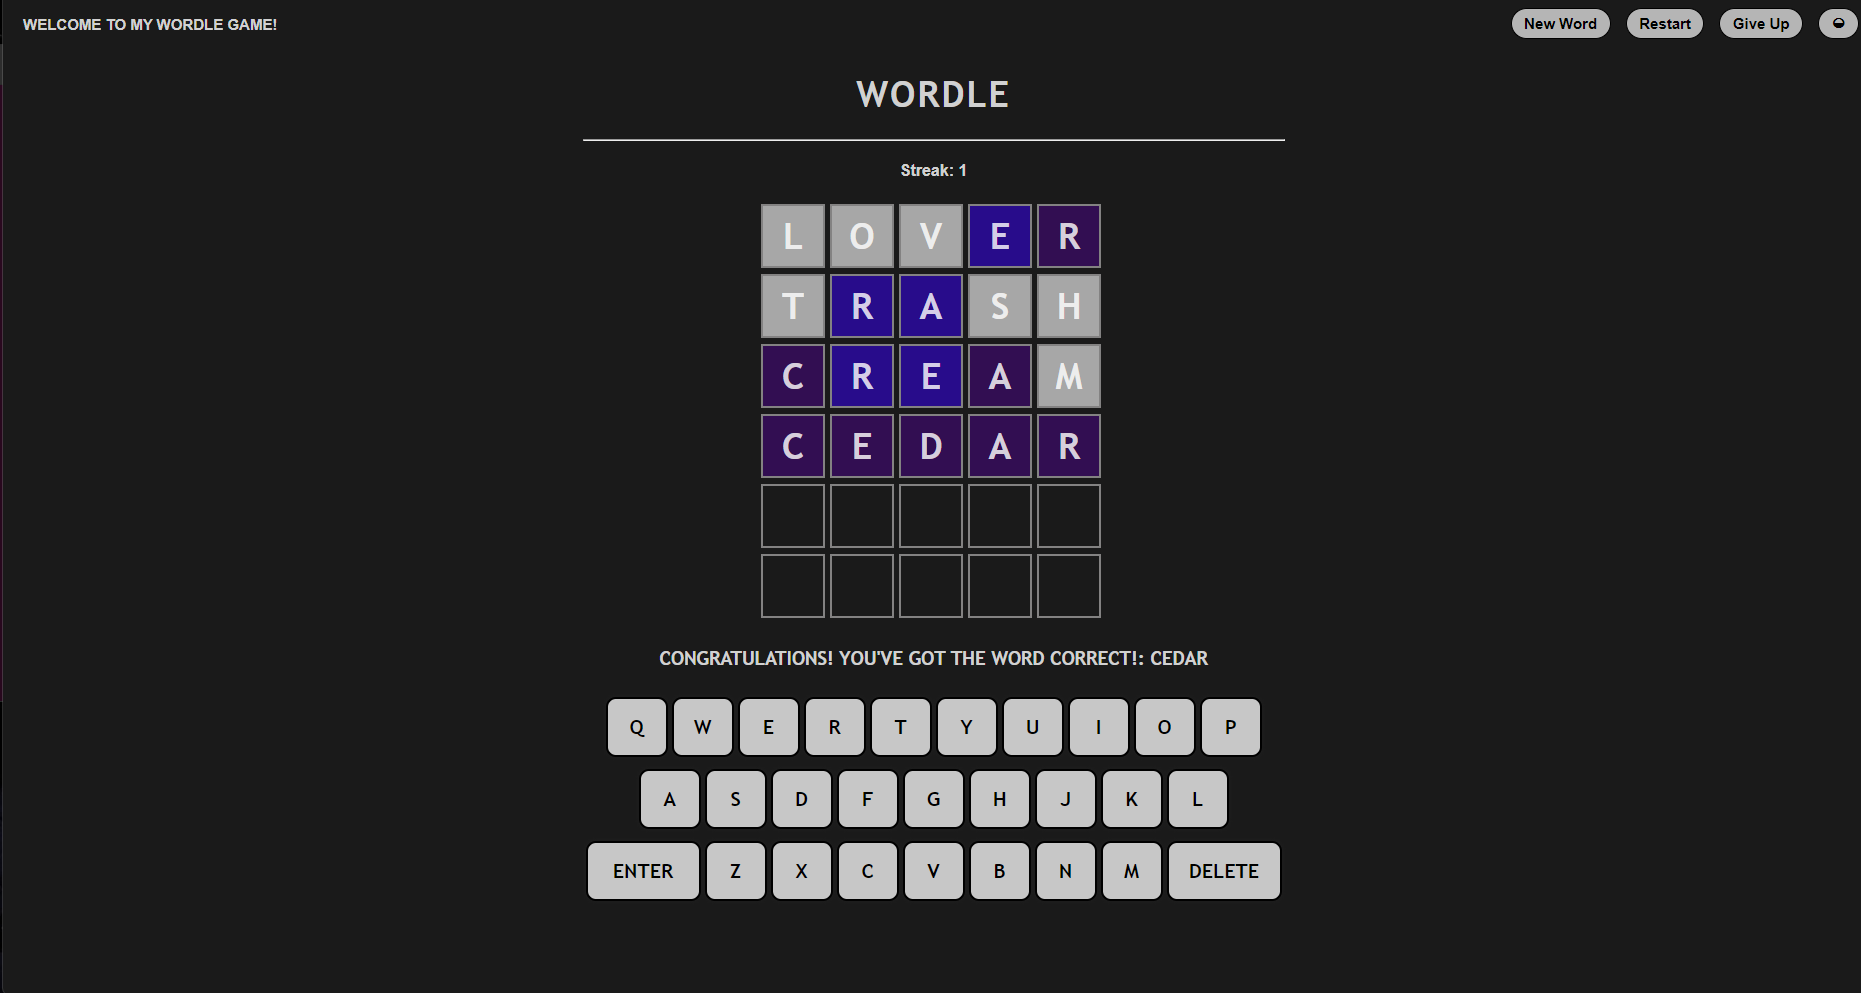 WELCOME TO MY WORDLE GAME!
New Word Restart Give Up
WORDLE
Streak: 1
L O V E R
T R A S H
C R E A M
C E D A R
CONGRATULATIONS! YOU'VE GOT THE WORD CORRECT!: CEDAR
Q W E R T Y U I O P
A S D F G H J K L
ENTER Z X C V B N M DELETE